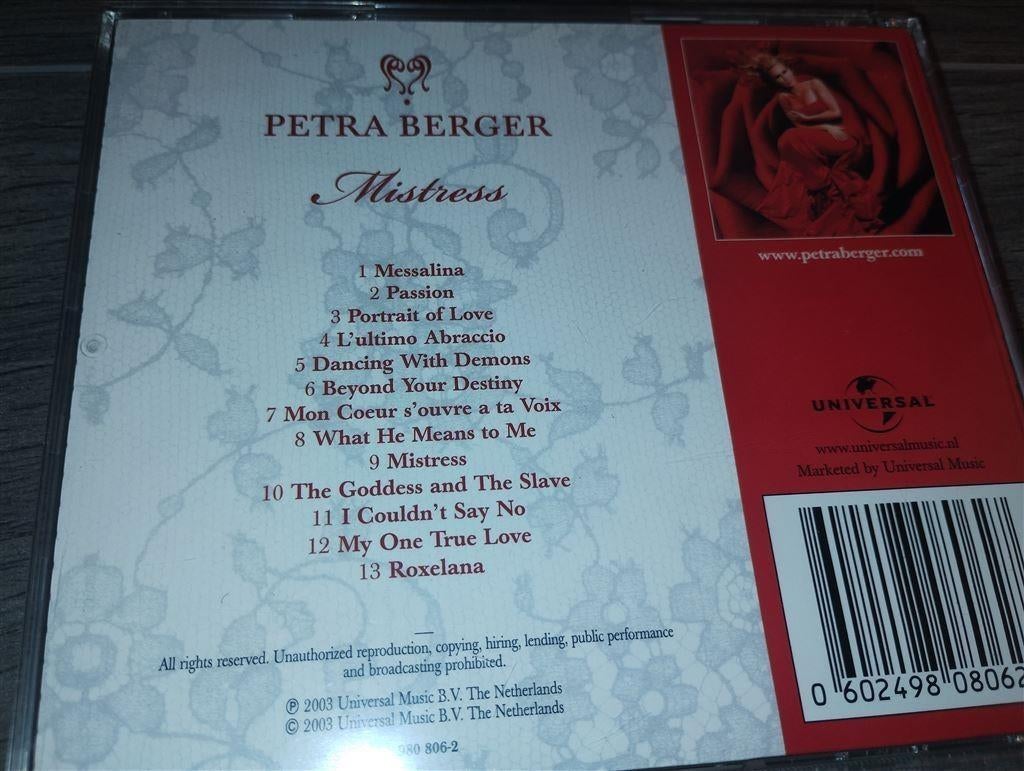 PETRA BERGER
Mistress
1 Messalina
2 Passion
3 Portrait of Love
4 L'ultimo Abraccio
5 Dancing With Demons
6 Beyond Your Destiny
7 Mon Coeur s'ouvre a ta Voix
8 What He Means to Me
9 Mistress
10 The Goddess and The Slave
11 I Couldn't Say No
12 My One True Love
13 Roxelana
All rights reserved. Unauthorized reproduction, copying, hiring, lending, public performance
and broadcasting prohibited.
℗ 2003 Universal Music B.V. The Netherlands
© 2003 Universal Music B.V. The Netherlands
980 806-2
www.petraberger.com
UNIVERSAL
www.universalmusic.nl
Marketed by Universal Music
0 602498 08062